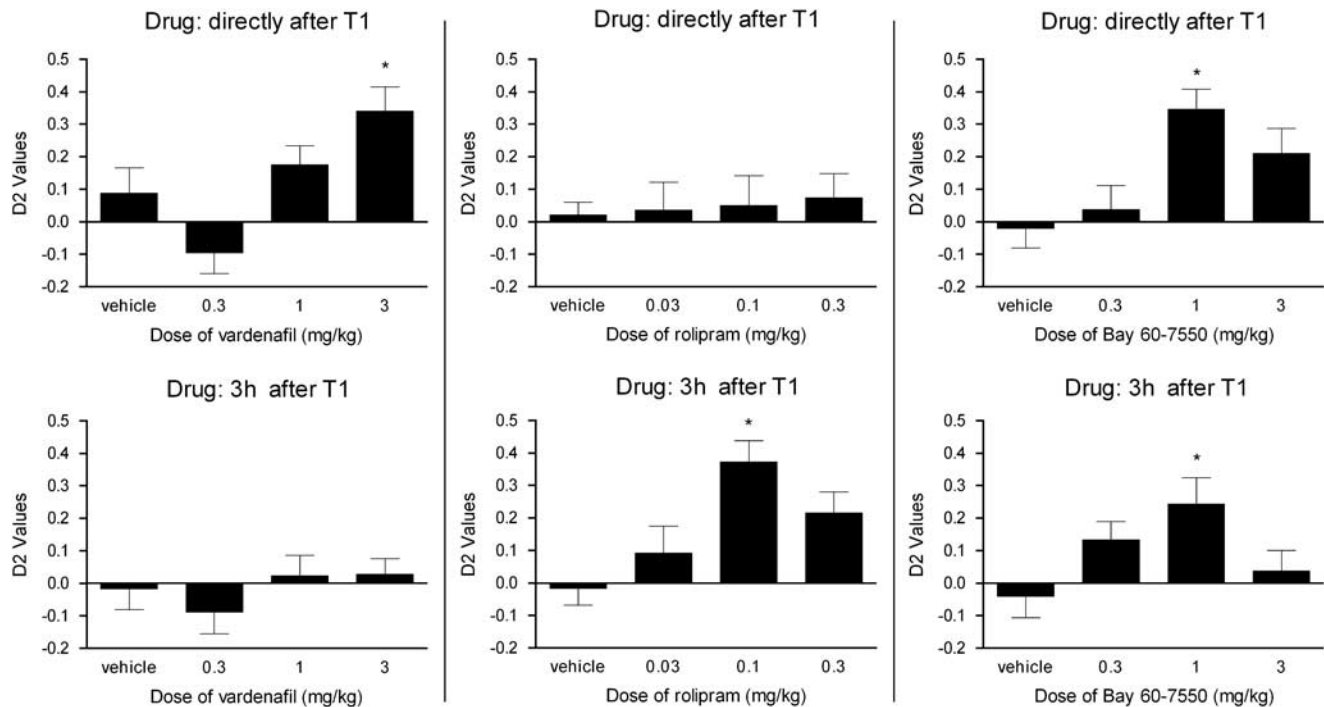 Drug: directly after T1
*
0.5
0.4
0.3
0.2
0.1
0.0
-0.1
-0.2
D2 Values
vehicle 0.3 1 3
Dose of vardenafil (mg/kg)
Drug: directly after T1
0.5
0.4
0.3
0.2
0.1
0.0
-0.1
-0.2
D2 Values
vehicle 0.03 0.1 0.3
Dose of rolipram (mg/kg)
Drug: directly after T1
*
0.5
0.4
0.3
0.2
0.1
0.0
-0.1
-0.2
D2 Values
vehicle 0.3 1 3
Dose of Bay 60-7550 (mg/kg)
Drug: 3h after T1
0.5
0.4
0.3
0.2
0.1
0.0
-0.1
-0.2
D2 Values
vehicle 0.3 1 3
Dose of vardenafil (mg/kg)
Drug: 3h after T1
*
0.5
0.4
0.3
0.2
0.1
0.0
-0.1
-0.2
D2 Values
vehicle 0.03 0.1 0.3
Dose of rolipram (mg/kg)
Drug: 3h after T1
*
0.5
0.4
0.3
0.2
0.1
0.0
-0.1
-0.2
D2 Values
vehicle 0.3 1 3
Dose of Bay 60-7550 (mg/kg)